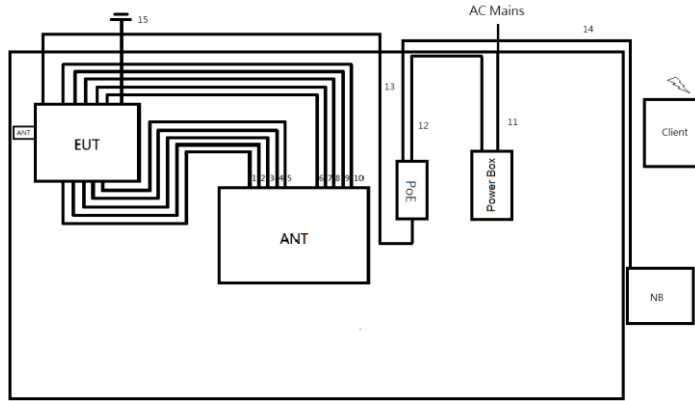 AC Mains
15
14
13
12
11
ANT
EUT
Client
1 2 3 4 5
6 7 8 9 10
PoE
Power Box
ANT
NB